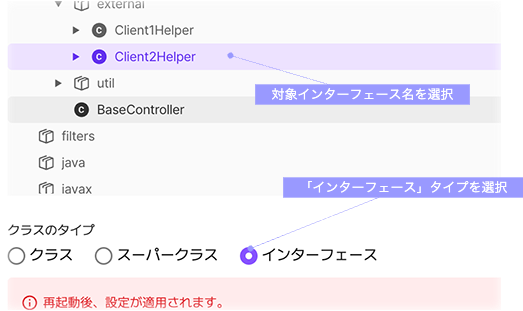 external
C Client1Helper
C Client2Helper
対象インターフェース名を選択
util
C BaseController
filters
java
javax
「インターフェース」タイプを選択
クラスのタイプ
クラス スーパークラス インターフェース
再起動後、設定が適用されます。